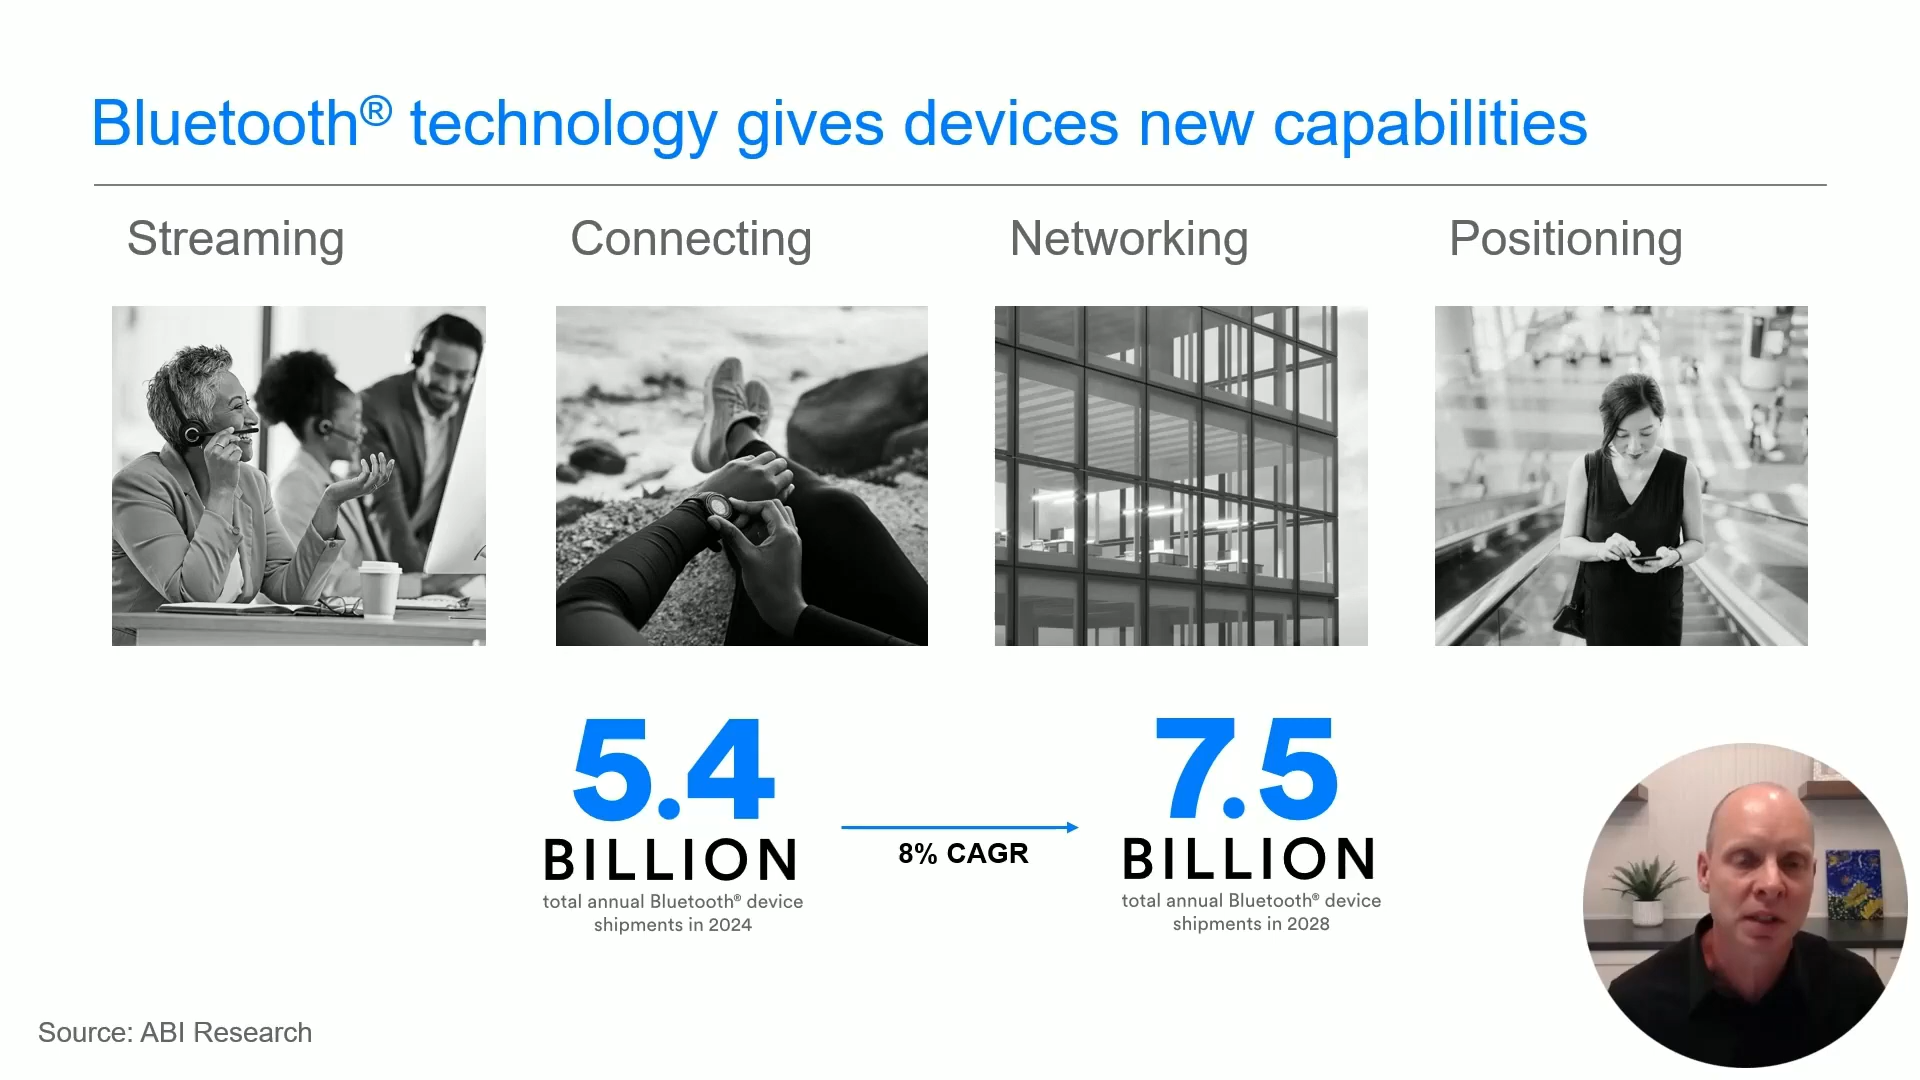 Bluetooth® technology gives devices new capabilities
Streaming
Connecting
Networking
Positioning
5.4
BILLION
total annual Bluetooth® device
shipments in 2024
8% CAGR
7.5
BILLION
total annual Bluetooth® device
shipments in 2028
Source: ABI Research